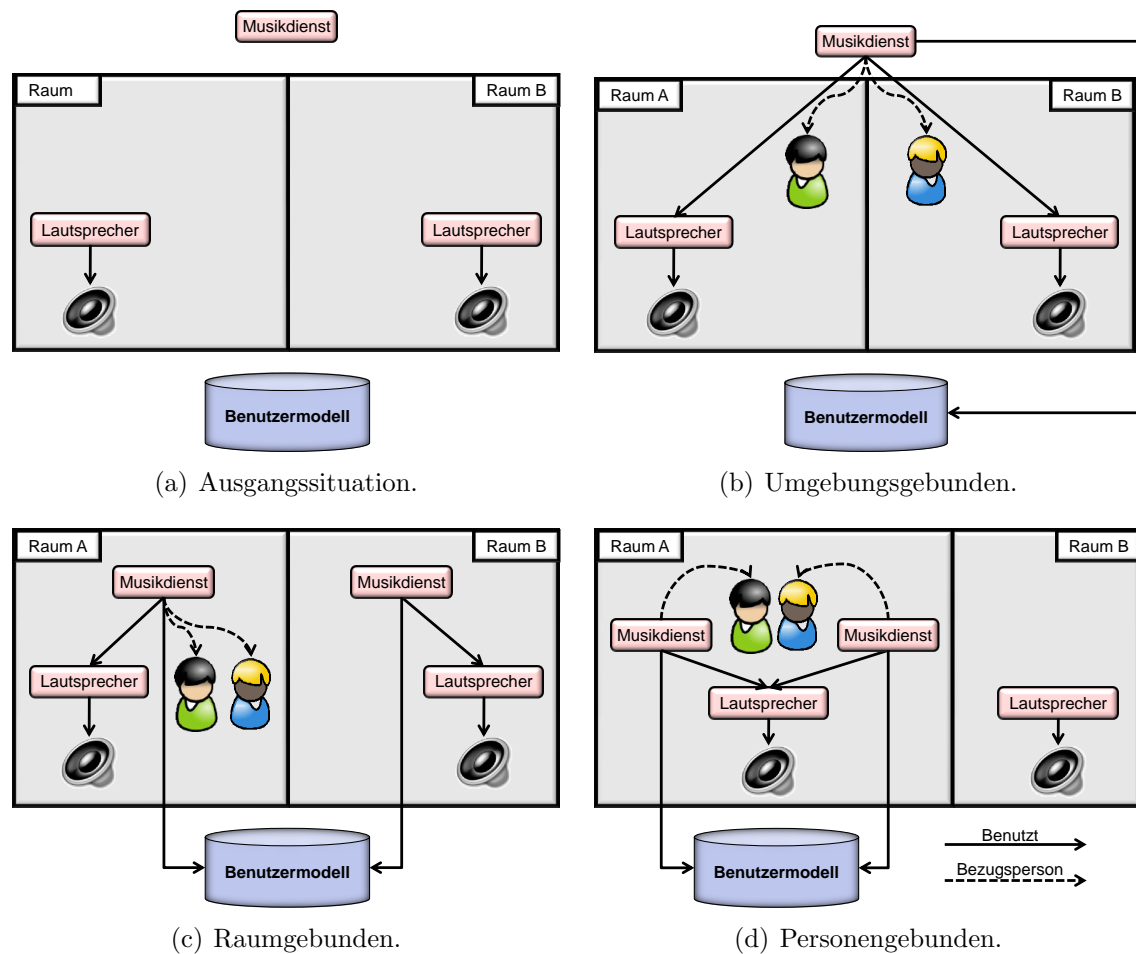 Musikdienst
Raum
Raum B
Lautsprecher
Lautsprecher
Benutzermodell
(a) Ausgangssituation.
Musikdienst
Raum A
Raum B
Lautsprecher
Lautsprecher
Benutzermodell
(b) Umgebungsgebunden.
Raum A
Raum B
Musikdienst
Musikdienst
Lautsprecher
Lautsprecher
Benutzermodell
(c) Raumgebunden.
Raum A
Raum B
Musikdienst
Musikdienst
Lautsprecher
Lautsprecher
Benutzermodell
Benutzt
Bezugsperson
(d) Personengebunden.